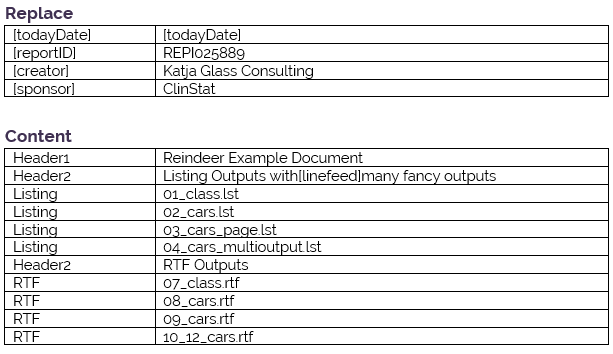 Replace
[todayDate] [todayDate]
[reportID] REPI025889
[creator] Katja Glass Consulting
[sponsor] ClinStat
Content
Header1 Reindeer Example Document
Header2 Listing Outputs with[linefeed]many fancy outputs
Listing 01_class.lst
Listing 02_cars.lst
Listing 03_cars_page.lst
Listing 04_cars_multioutput.lst
Header2 RTF Outputs
RTF 07_class.rtf
RTF 08_cars.rtf
RTF 09_cars.rtf
RTF 10_12_cars.rtf